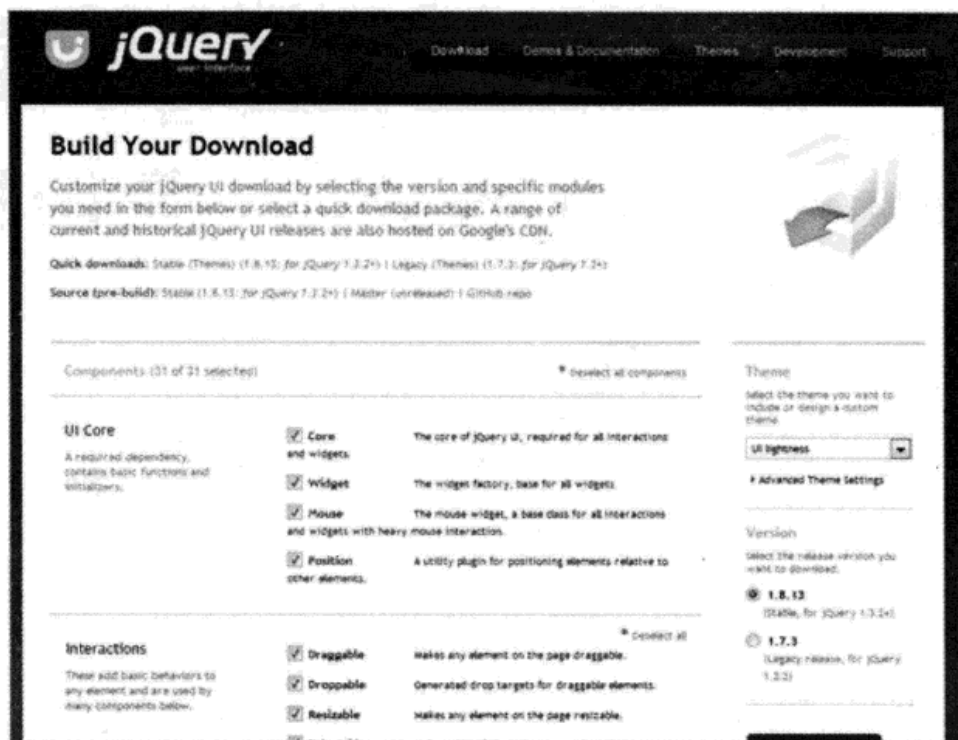 jQuery
user interface
Download Demos & Documentation Themes Development Support
Build Your Download
Customize your jQuery UI download by selecting the version and specific modules
you need in the form below or select a quick download package. A range of
current and historical jQuery UI releases are also hosted on Google's CDN.
Quick downloads: Stable (Themes) (1.8.13: for jQuery 1.3.2+) | Legacy (Themes) (1.7.3: for jQuery 1.2+)
Source (pre-build): Stable (1.8.13: for jQuery 1.3.2+) | Master (unreleased) | GitHub repo
Components (31 of 31 selected)
Deselect all components
UI Core
A required dependency,
contains basic functions and
initializers.
Core The core of jQuery UI, required for all interactions
and widgets.
Widget The widget factory, base for all widgets.
Mouse The mouse widget, a base class for all interactions
and widgets with heavy mouse interaction.
Position A utility plugin for positioning elements relative to
other elements.
Interactions
These add basic behaviors to
any element and are used by
many components below.
Deselect all
Draggable Makes any element on the page draggable.
Droppable Generated drop targets for draggable elements.
Resizable Makes any element on the page resizable.
Theme
Select the theme you want to
include or design a custom
theme
UI lightness
Advanced Theme Settings
Version
Select the release version you
want to download.
1.8.13
(Stable, for jQuery 1.3.2+)
1.7.3
(Legacy release, for jQuery